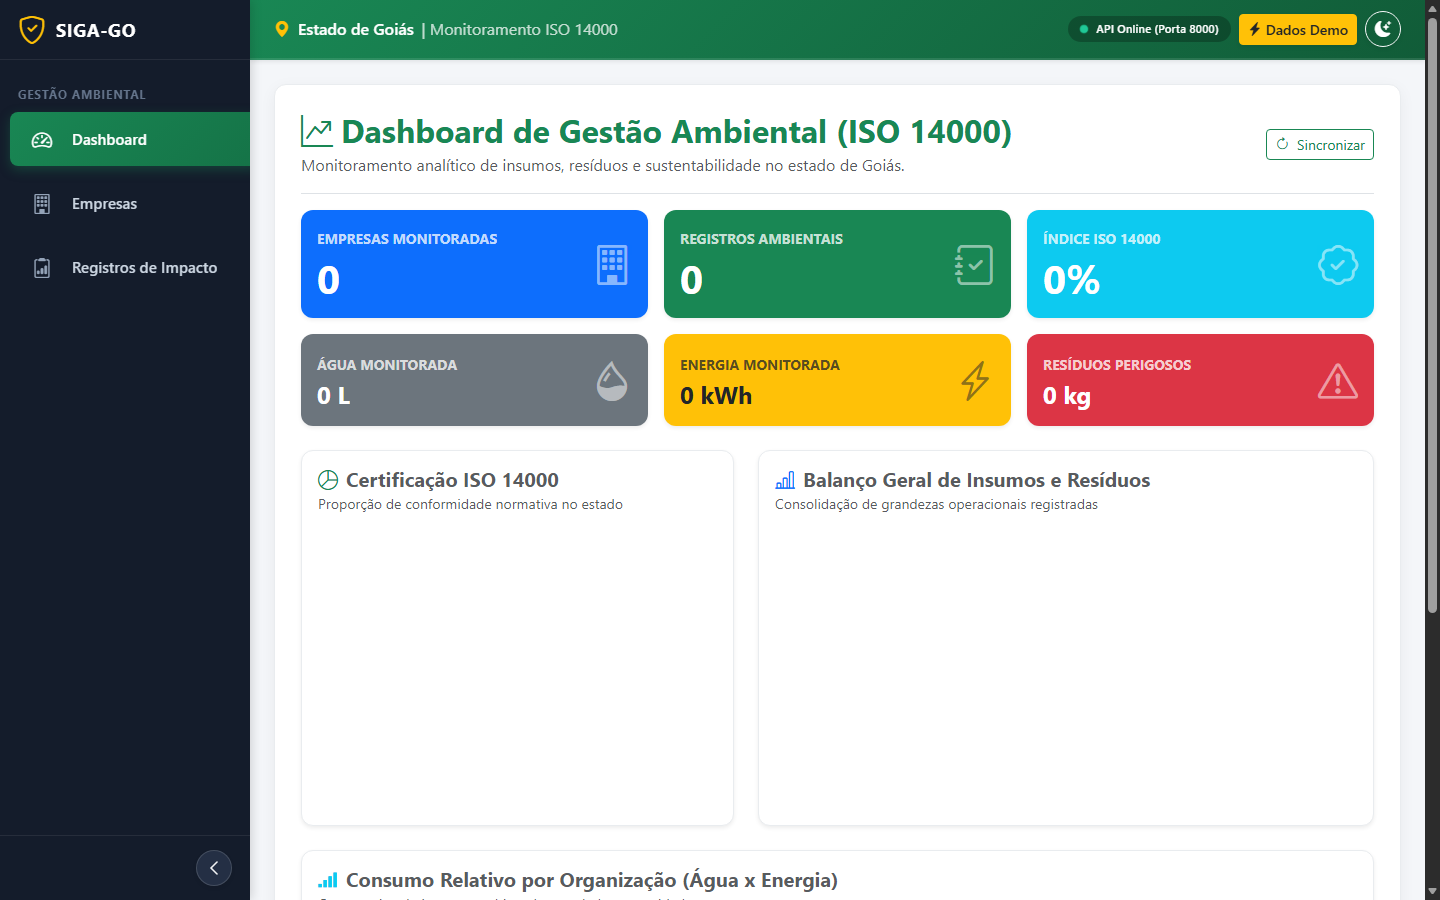 SIGA-GO
Estado de Goiás | Monitoramento ISO 14000
API Online (Porta 8000)
Dados Demo
GESTÃO AMBIENTAL
Dashboard
Empresas
Registros de Impacto
Dashboard de Gestão Ambiental (ISO 14000)
Monitoramento analítico de insumos, resíduos e sustentabilidade no estado de Goiás.
Sincronizar
EMPRESAS MONITORADAS
0
REGISTROS AMBIENTAIS
0
ÍNDICE ISO 14000
0%
ÁGUA MONITORADA
0 L
ENERGIA MONITORADA
0 kWh
RESÍDUOS PERIGOSOS
0 kg
Certificação ISO 14000
Proporção de conformidade normativa no estado
Balanço Geral de Insumos e Resíduos
Consolidação de grandezas operacionais registradas
Consumo Relativo por Organização (Água x Energia)